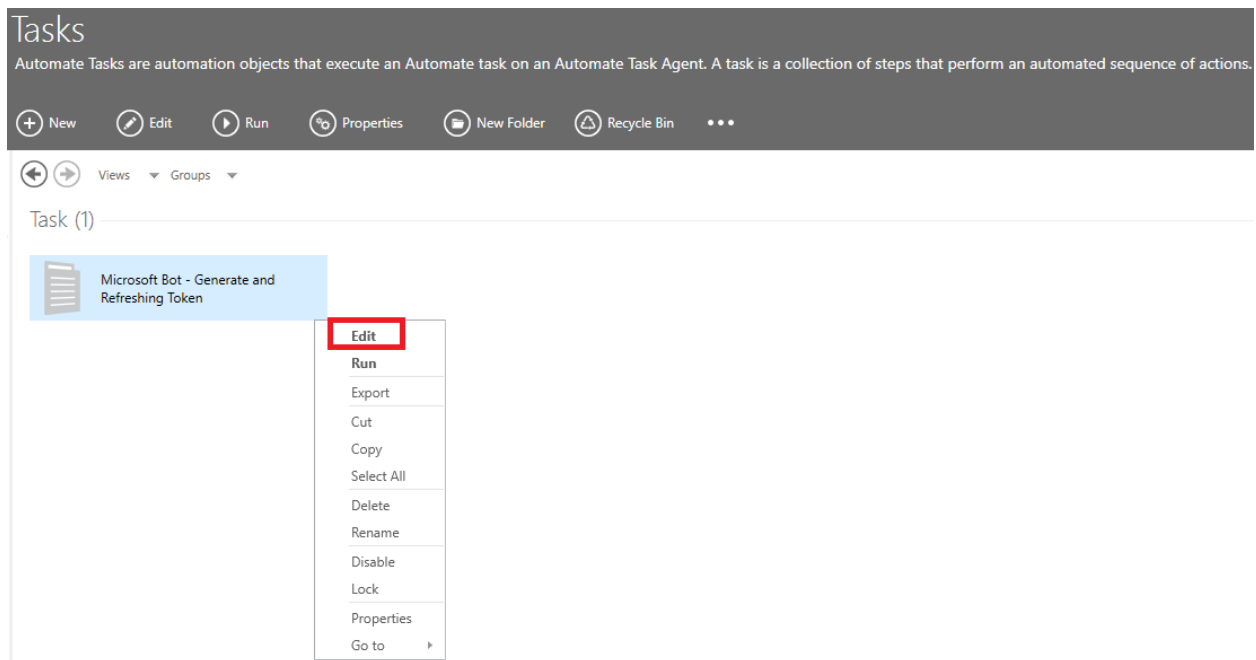 Tasks
Automate Tasks are automation objects that execute an Automate task on an Automate Task Agent. A task is a collection of steps that perform an automated sequence of actions.
New Edit Run Properties New Folder Recycle Bin •••
Views Groups
Task (1)
Microsoft Bot - Generate and
Refreshing Token
Edit
Run
Export
Cut
Copy
Select All
Delete
Rename
Disable
Lock
Properties
Go to